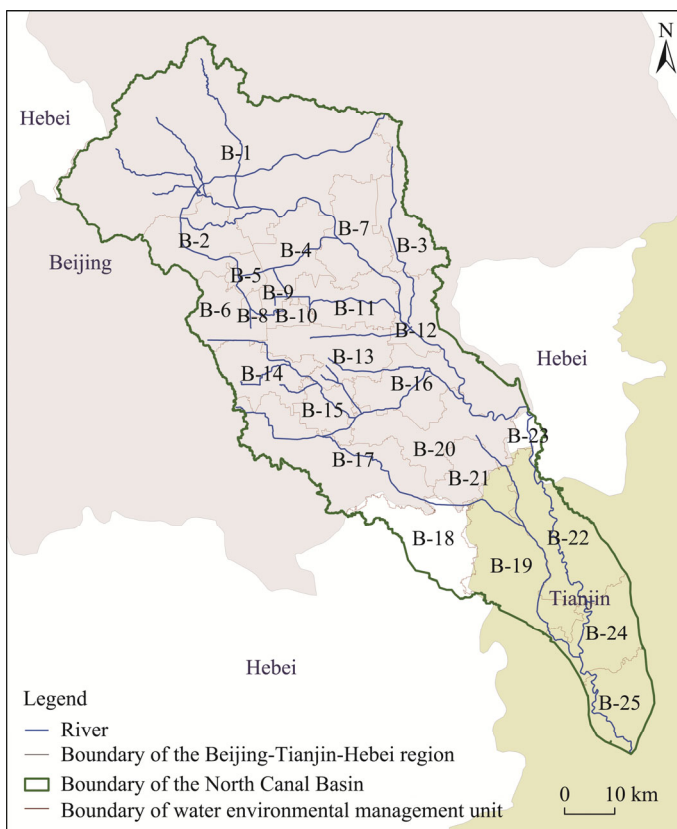 N
Hebei
B-1
B-2
B-4
B-7
B-3
Beijing
B-5
B-9
B-6
B-8
B-10
B-11
B-12
Hebei
B-13
B-14
B-16
B-15
B-23
B-20
B-17
B-21
B-18
B-22
B-19
Tianjin
B-24
Hebei
B-25
Legend
River
Boundary of the Beijing-Tianjin-Hebei region
Boundary of the North Canal Basin
Boundary of water environmental management unit
0 10 km